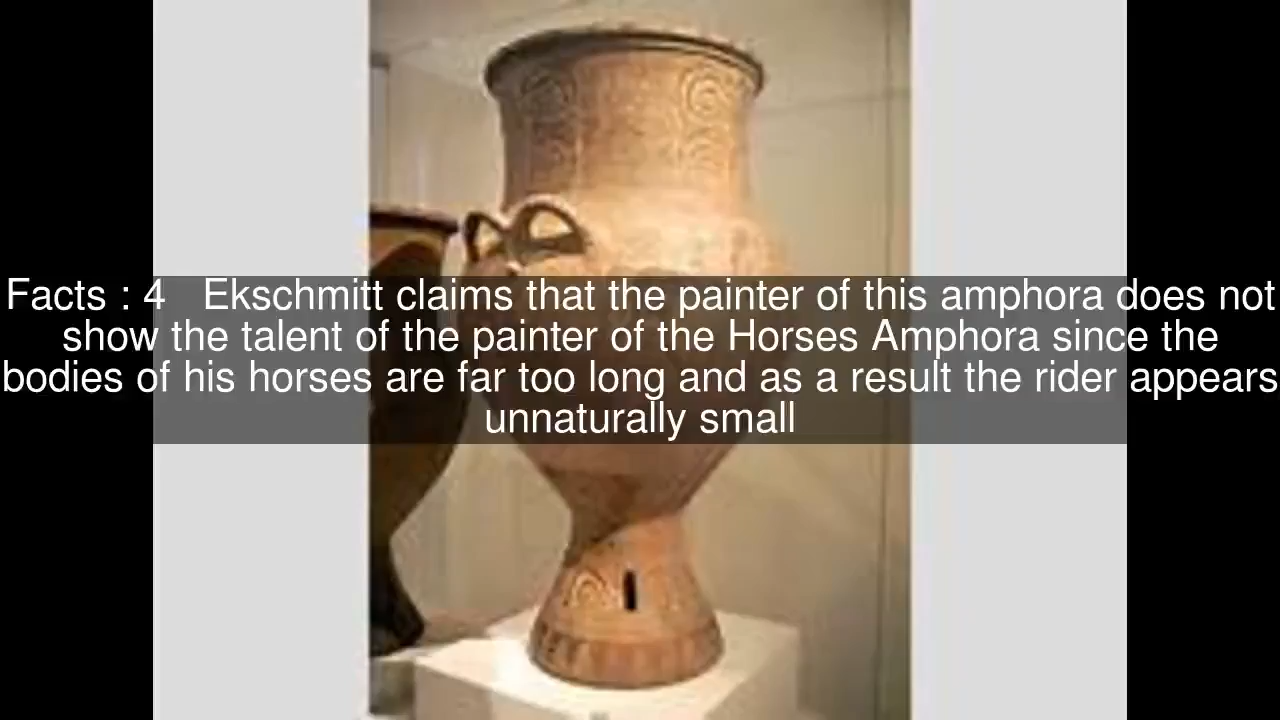 Facts : 4   Ekschmitt claims that the painter of this amphora does not
show the talent of the painter of the Horses Amphora since the
bodies of his horses are far too long and as a result the rider appears
unnaturally small